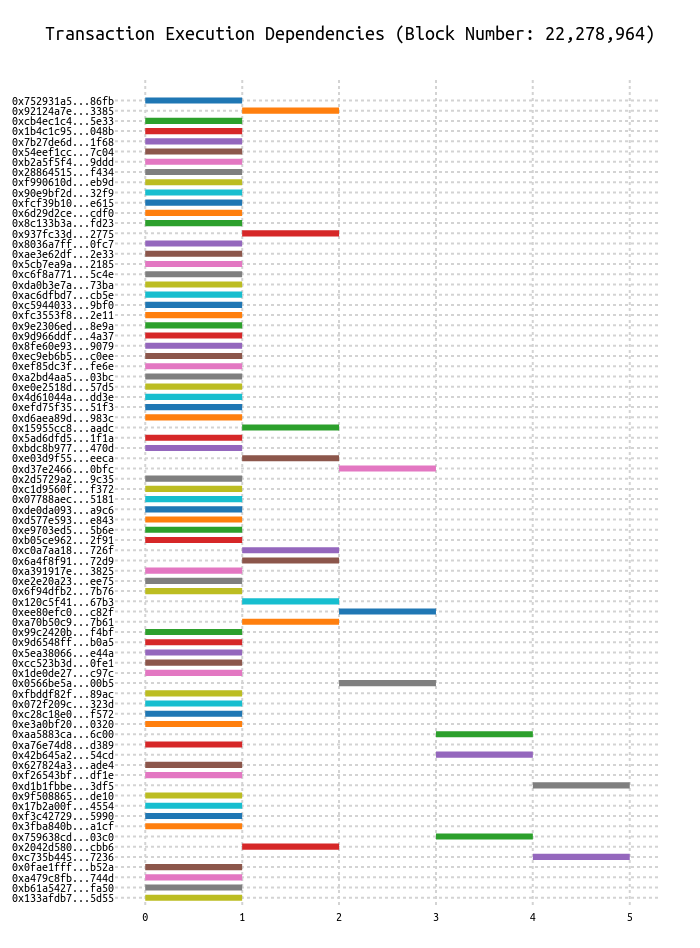 Transaction Execution Dependencies (Block Number: 22,278,964)
0x752931a5...86fb
0x92124a7e...3385
0xcb4ec1c4...5e33
0x1b4c1c95...048b
0x7b27de6d...1f68
0x54eef1cc...7c04
0xb2a5f5f4...9ddd
0x28864515...f434
0xf990610d...eb9d
0x90e9bf2d...32f9
0xfcf39b10...e615
0x6d29d2ce...cdf0
0x8c133b3a...fd23
0x937fc33d...2775
0x8036a7ff...0fc7
0xae3e62df...2e33
0x5cb7ea9a...2185
0xc6f8a771...5c4e
0xda0b3e7a...73ba
0xac6dfbd7...cb5e
0xc5944033...9bf0
0xfc3553f8...2e11
0x9e2306ed...8e9a
0x9d966ddf...4a37
0x8fe60e93...9079
0xec9eb6b5...c0ee
0xef85dc3f...fe6e
0xa2bd4aa5...03bc
0xe0e2518d...57d5
0x4d61044a...dd3e
0xefd75f35...51f3
0xd6aea89d...983c
0x15955cc8...aadc
0x5ad6dfd5...1f1a
0xbdc8b977...470d
0xe03d9f55...eeca
0xd37e2466...0bfc
0x2d5729a2...9c35
0xc1d9560f...f372
0x07788aec...5181
0xde0da093...a9c6
0xd577e593...e843
0xe9703ed5...5b6e
0xb05ce962...2f91
0xc0a7aa18...726f
0x6a4f8f91...72d9
0xa391917e...3825
0xe2e20a23...ee75
0x6f94dfb2...7b76
0x120c5f41...67b3
0xee80efc0...c82f
0xa70b50c9...7b61
0x99c2420b...f4bf
0x9d6548ff...b0a5
0x5ea38066...e44a
0xcc523b3d...0fe1
0x1de0de27...c97c
0x0566be5a...00b5
0xfbddf82f...89ac
0x072f209c...323d
0xc28c18e0...f572
0xe3a0bf20...0320
0xaa5883ca...6c00
0xa76e74d8...d389
0x42b645a2...54cd
0x627824a3...ade4
0xf26543bf...df1e
0xd1b1fbbe...3df5
0x9f508865...de10
0x17b2a00f...4554
0xf3c42729...5990
0x3fba840b...a1cf
0x759638cd...03c0
0x2042d580...cbb6
0xc735b445...7236
0x0fae1fff...b52a
0xa479c8fb...744d
0xb61a5427...fa50
0x133afdb7...5d55
0 1 2 3 4 5